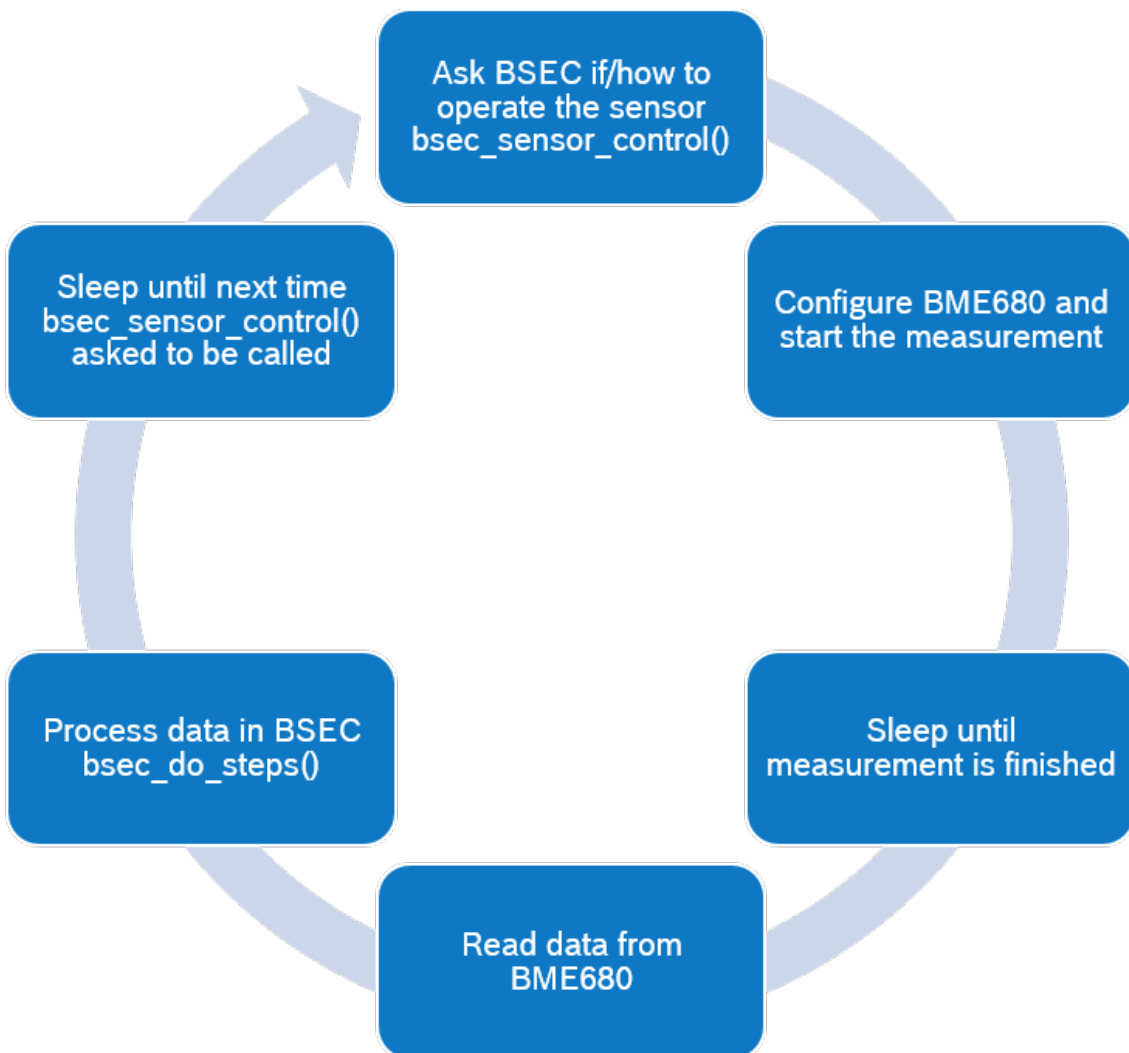 Ask BSEC if/how to
operate the sensor
bsec_sensor_control()
Configure BME680 and
start the measurement
Sleep until
measurement is finished
Read data from
BME680
Process data in BSEC
bsec_do_steps()
Sleep until next time
bsec_sensor_control()
asked to be called